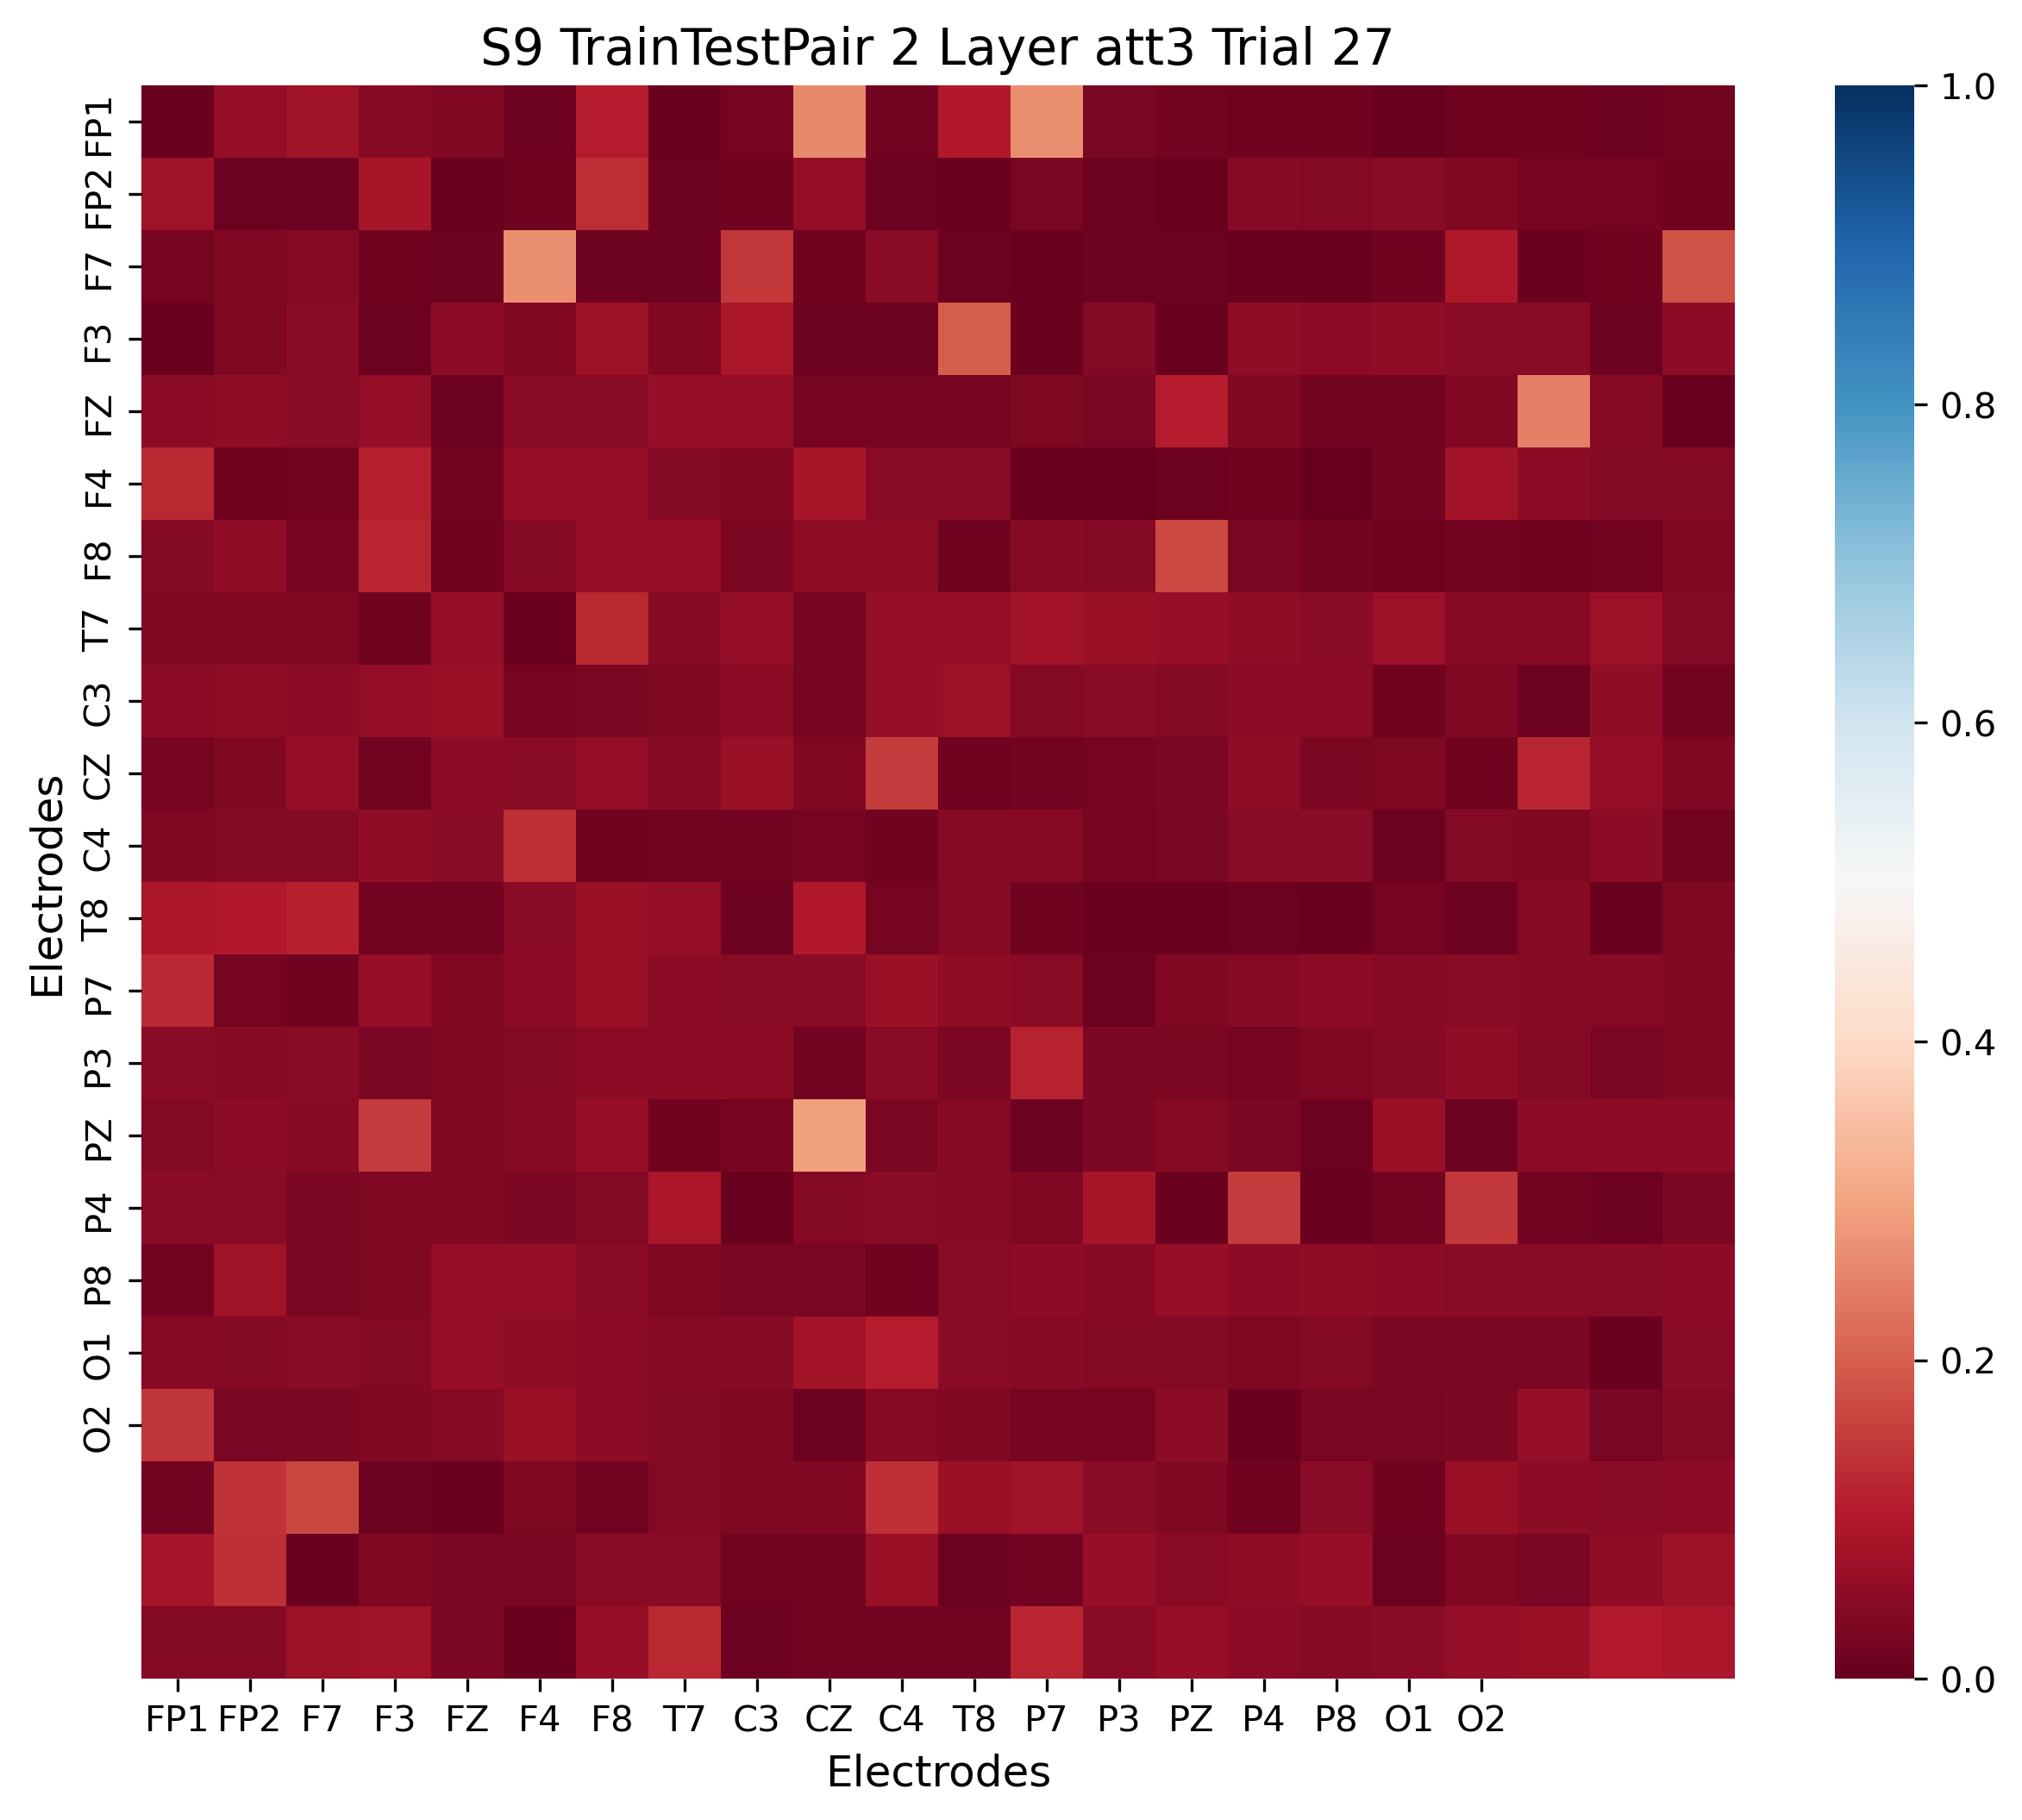 S9 TrainTestPair 2 Layer att3 Trial 27
Electrodes
FP1
FP2
F7
F3
FZ
F4
F8
T7
C3
CZ
C4
T8
P7
P3
PZ
P4
P8
O1
O2
FP1 FP2 F7 F3 FZ F4 F8 T7 C3 CZ C4 T8 P7 P3 PZ P4 P8 O1 O2
Electrodes
1.0
0.8
0.6
0.4
0.2
0.0